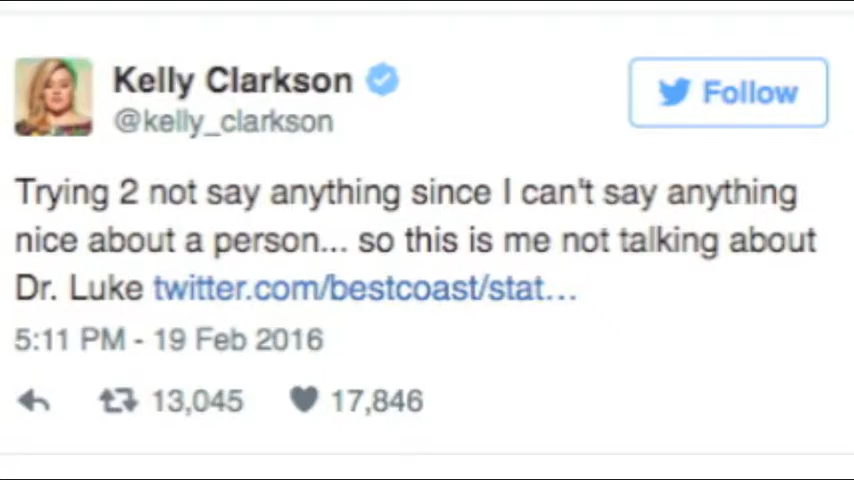 Kelly Clarkson
Follow
@kelly_clarkson
Trying 2 not say anything since I can't say anything
nice about a person... so this is me not talking about
Dr. Luke twitter.com/bestcoast/stat...
5:11 PM - 19 Feb 2016
13,045 17,846